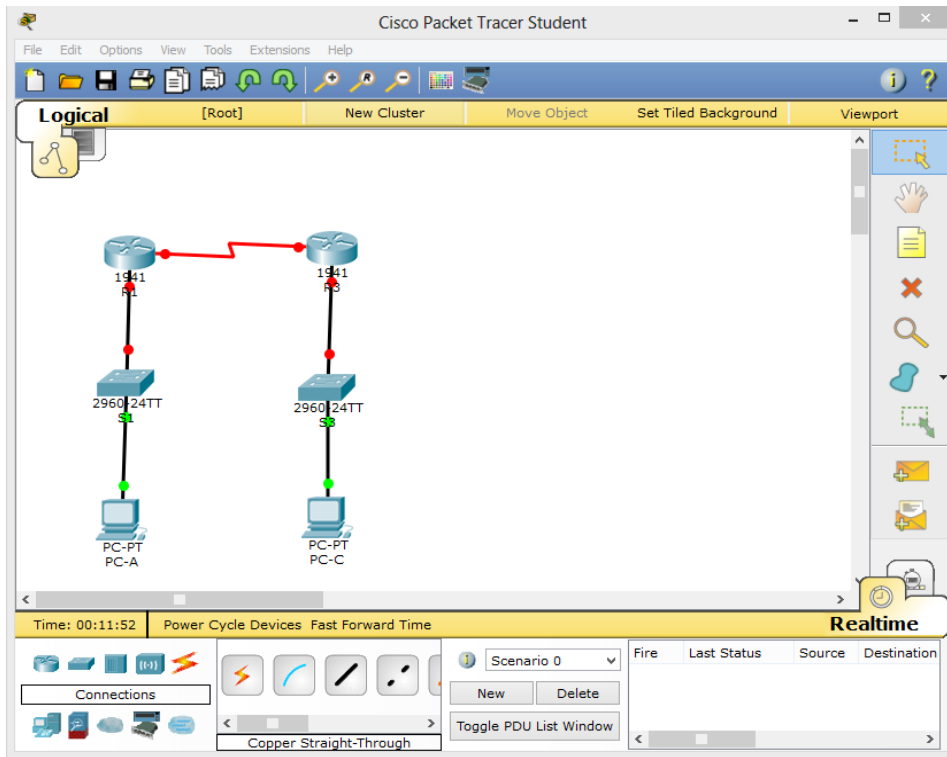 Cisco Packet Tracer Student
File Edit Options View Tools Extensions Help
Logical [Root] New Cluster Move Object Set Tiled Background Viewport
1941
R1
1941
R3
2960-24TT
S1
2960-24TT
S3
PC-PT
PC-A
PC-PT
PC-C
Time: 00:11:52 Power Cycle Devices Fast Forward Time Realtime
Connections
Copper Straight-Through
Scenario 0
New Delete
Toggle PDU List Window
Fire Last Status Source Destination